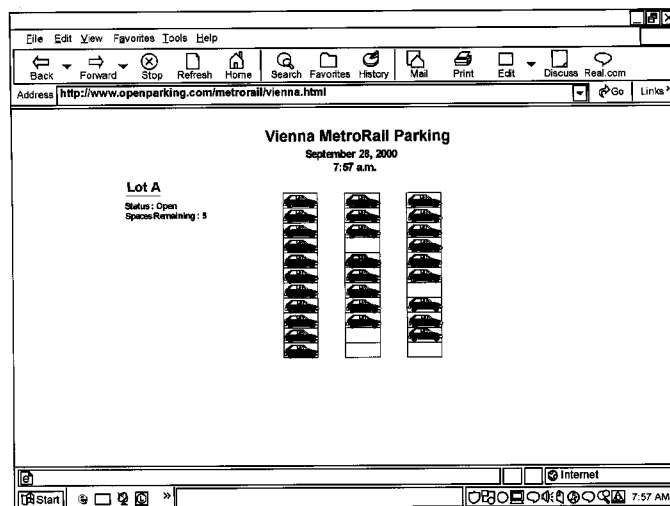 File Edit View Favorites Tools Help
Back Forward Stop Refresh Home Search Favorites History Mail Print Edit Discuss Real.com
Address http://www.openparking.com/metrorail/vienna.html Go Links »
Vienna MetroRail Parking
September 28, 2000
7:57 a.m.
Lot A
Status : Open
Spaces Remaining : 5
Internet
Start » 7:57 AM